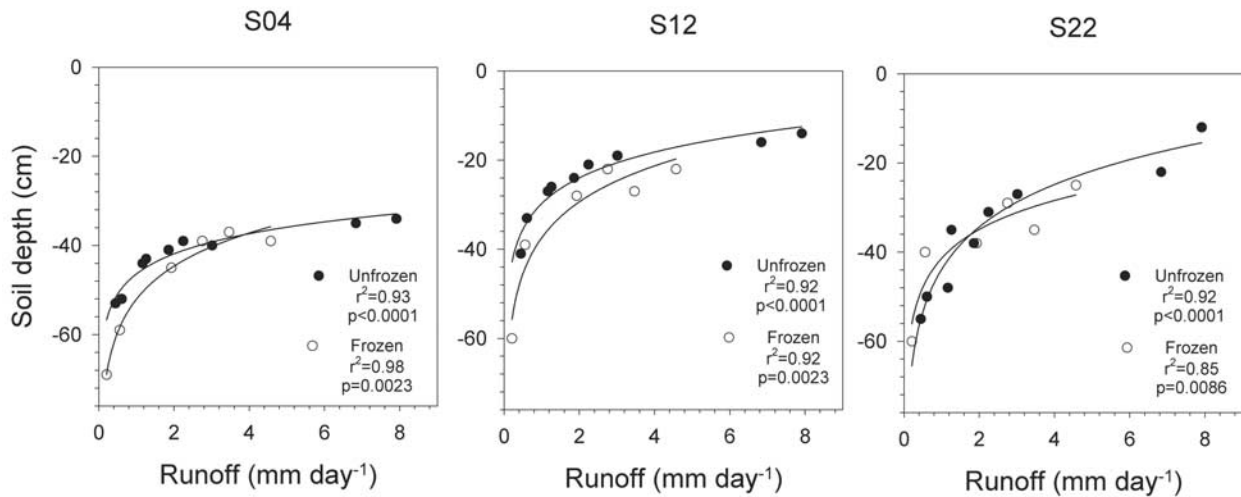 S04
S12
S22
Soil depth (cm)
0
-20
-40
-60
0 2 4 6 8
Unfrozen
r²=0.93
p<0.0001
Frozen
r²=0.98
p=0.0023
Runoff (mm day⁻¹)
0
-20
-40
-60
0 2 4 6 8
Unfrozen
r²=0.92
p<0.0001
Frozen
r²=0.92
p=0.0023
Runoff (mm day⁻¹)
0
-20
-40
-60
0 2 4 6 8
Unfrozen
r²=0.92
p<0.0001
Frozen
r²=0.85
p=0.0086
Runoff (mm day⁻¹)